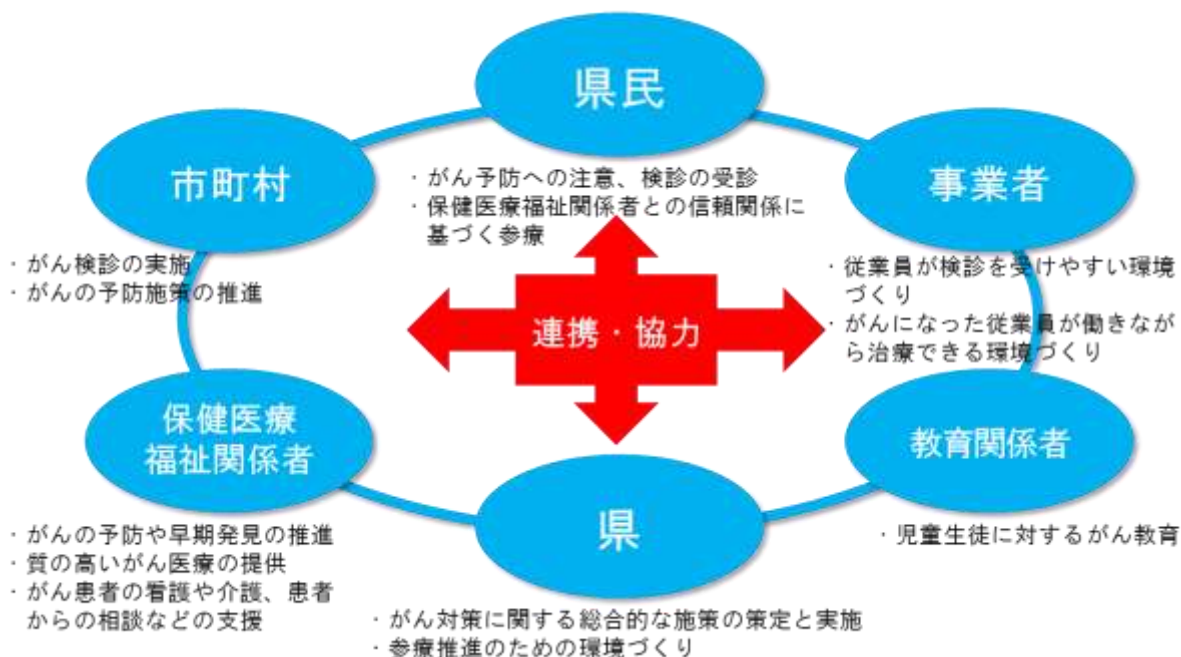 県民
・がん予防への注意、検診の受診
・保健医療福祉関係者との信頼関係に
基づく参療
市町村
・がん検診の実施
・がんの予防施策の推進
事業者
・従業員が検診を受けやすい環境
づくり
・がんになった従業員が働きなが
ら治療できる環境づくり
連携・協力
保健医療
福祉関係者
・がんの予防や早期発見の推進
・質の高いがん医療の提供
・がん患者の看護や介護、患者
からの相談などの支援
県
・がん対策に関する総合的な施策の策定と実施
・参療推進のための環境づくり
教育関係者
・児童生徒に対するがん教育